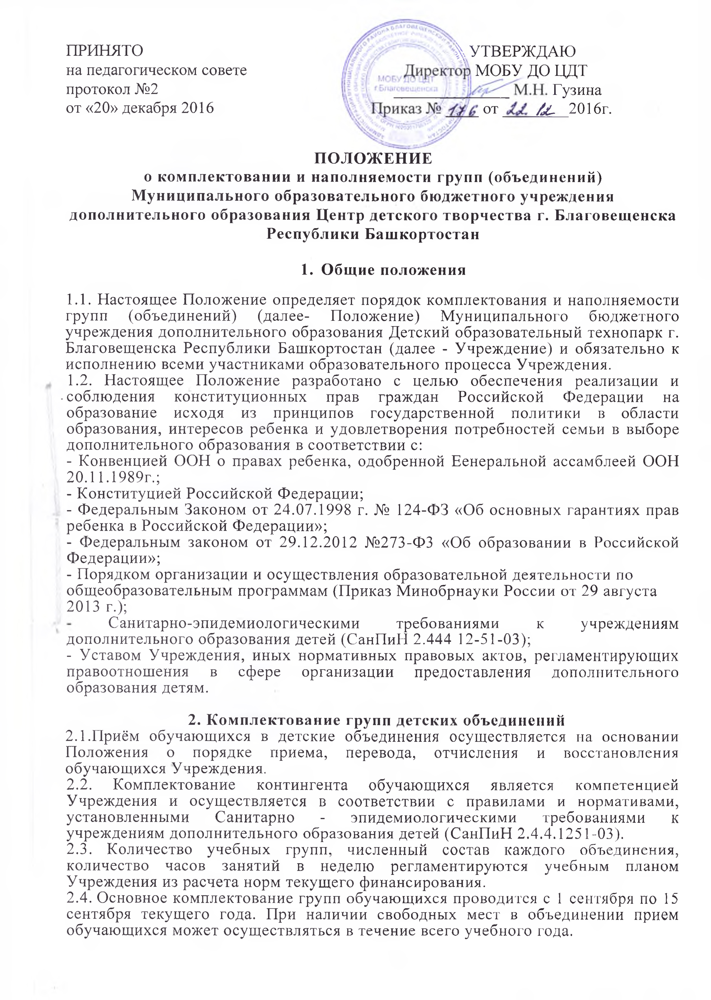 ПРИНЯТО
на педагогическом совете
протокол №2
от «20» декабря 2016
УТВЕРЖДАЮ
Директор МОБУ ДО ЦДТ
М.Н. Гузина
Приказ № 176 от 22. 12 2016г.
МОБУ ДО ЦДТ
г.Благовещенска
ПОЛОЖЕНИЕ
о комплектовании и наполняемости групп (объединений)
Муниципального образовательного бюджетного учреждения
дополнительного образования Центр детского творчества г. Благовещенска
Республики Башкортостан
1. Общие положения
1.1. Настоящее Положение определяет порядок комплектования и наполняемости
групп (объединений) (далее- Положение) Муниципального бюджетного
учреждения дополнительного образования Детский образовательный технопарк г.
Благовещенска Республики Башкортостан (далее - Учреждение) и обязательно к
исполнению всеми участниками образовательного процесса Учреждения.
1.2. Настоящее Положение разработано с целью обеспечения реализации и
соблюдения конституционных прав граждан Российской Федерации на
образование исходя из принципов государственной политики в области
образования, интересов ребенка и удовлетворения потребностей семьи в выборе
дополнительного образования в соответствии с:
- Конвенцией ООН о правах ребенка, одобренной Еенеральной ассамблеей ООН
20.11.1989г.;
- Конституцией Российской Федерации;
- Федеральным Законом от 24.07.1998 г. № 124-ФЗ «Об основных гарантиях прав
ребенка в Российской Федерации»;
- Федеральным законом от 29.12.2012 №273-ФЗ «Об образовании в Российской
Федерации»;
- Порядком организации и осуществления образовательной деятельности по
общеобразовательным программам (Приказ Минобрнауки России от 29 августа
2013 г.);
- Санитарно-эпидемиологическими требованиями к учреждениям
дополнительного образования детей (СанПиН 2.444 12-51-03);
- Уставом Учреждения, иных нормативных правовых актов, регламентирующих
правоотношения в сфере организации предоставления дополнительного
образования детям.
2. Комплектование групп детских объединений
2.1.Приём обучающихся в детские объединения осуществляется на основании
Положения о порядке приема, перевода, отчисления и восстановления
обучающихся Учреждения.
2.2. Комплектование контингента обучающихся является компетенцией
Учреждения и осуществляется в соответствии с правилами и нормативами,
установленными Санитарно - эпидемиологическими требованиями к
учреждениям дополнительного образования детей (СанПиН 2.4.4.1251-03).
2.3. Количество учебных групп, численный состав каждого объединения,
количество часов занятий в неделю регламентируются учебным планом
Учреждения из расчета норм текущего финансирования.
2.4. Основное комплектование групп обучающихся проводится с 1 сентября по 15
сентября текущего года. При наличии свободных мест в объединении прием
обучающихся может осуществляться в течение всего учебного года.